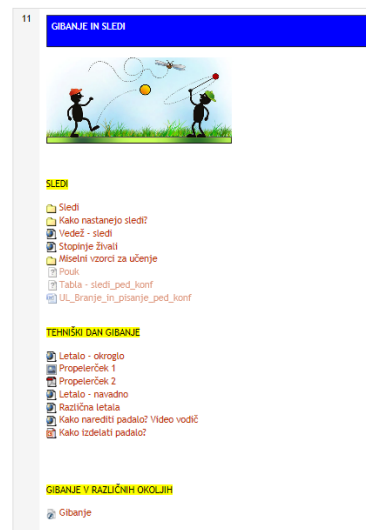 11
GIBANJE IN SLEDI
SLEDI
Sledi
Kako nastanejo sledi?
Vedež - sledi
Stopinje živali
Miselni vzorci za učenje
Pouk
Tabla - sledi_ped_konf
UL_Branje_in_pisanje_ped_konf
TEHNIŠKI DAN GIBANJE
Letalo - okroglo
Propelerček 1
Propelerček 2
Letalo - navadno
Različna letala
Kako narediti padalo? Video vodič
Kako izdelati padalo?
GIBANJE V RAZLIČNIH OKOLJIH
Gibanje